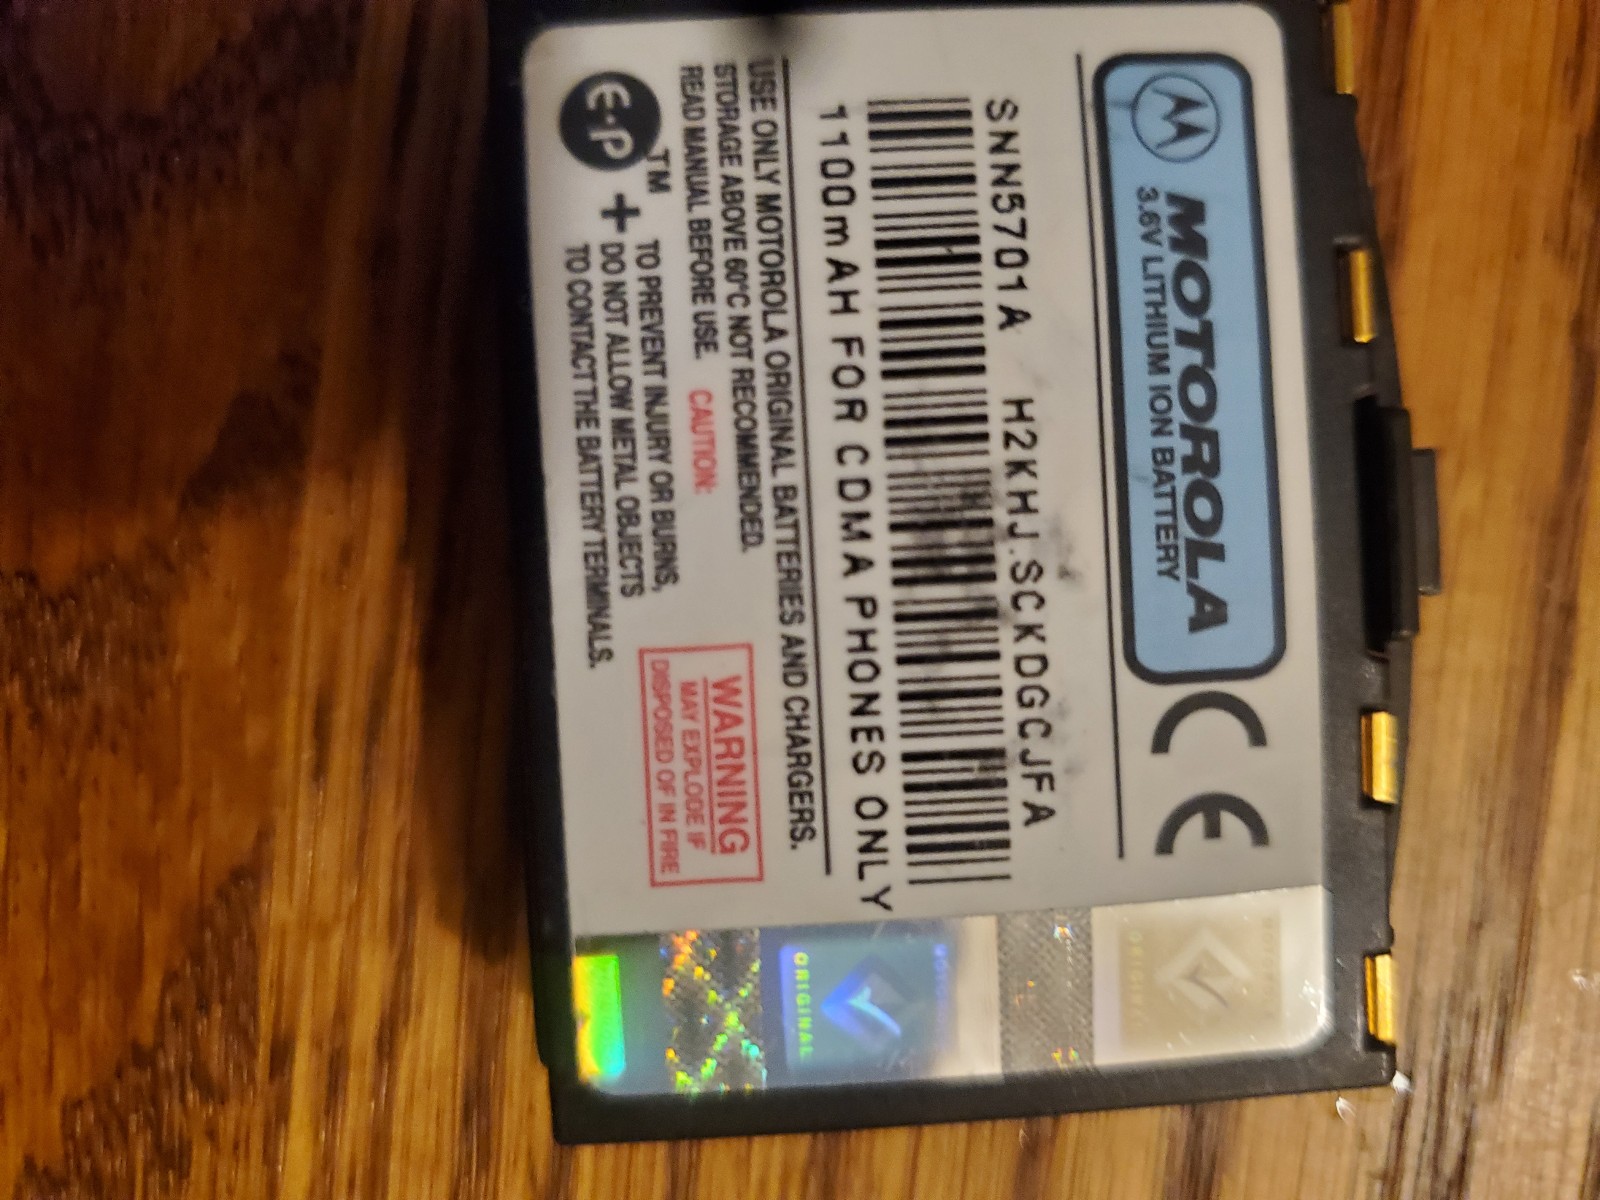 MOTOROLA
3.6V LITHIUM ION BATTERY
CE
SNN5701A H2KHJ.SCKDGCJFA
1100mAH FOR CDMA PHONES ONLY
USE ONLY MOTOROLA ORIGINAL BATTERIES AND CHARGERS.
STORAGE ABOVE 60°C NOT RECOMMENDED.
READ MANUAL BEFORE USE. CAUTION:
E·P™ +
TO PREVENT INJURY OR BURNS,
DO NOT ALLOW METAL OBJECTS
TO CONTACT THE BATTERY TERMINALS.
WARNING
MAY EXPLODE IF
DISPOSED OF IN FIRE
ORIGINAL
ORIGINAL